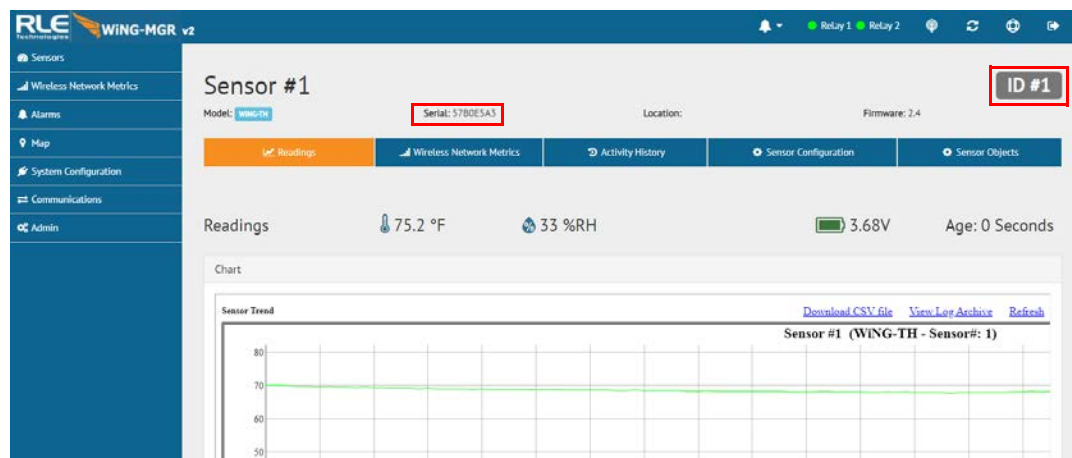 RLE Technologies WiNG-MGR v2
Relay 1 Relay 2
Sensors
Wireless Network Metrics
Alarms
Map
System Configuration
Communications
Admin
Sensor #1
ID #1
Model: WiNG-TH Serial: 57B0E5A3 Location: Firmware: 2.4
Readings Wireless Network Metrics Activity History Sensor Configuration Sensor Objects
Readings 75.2 °F 33 %RH 3.68V Age: 0 Seconds
Chart
Sensor Trend Download CSV file View Log Archive Refresh
Sensor #1 (WiNG-TH - Sensor#: 1)
80
70
60
50